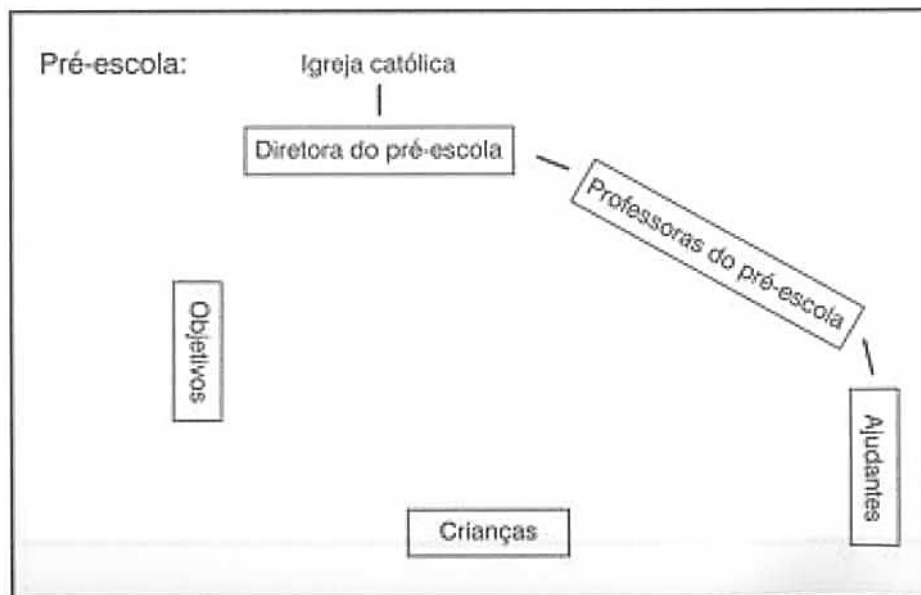 Pré-escola:
Igreja católica
Diretora do pré-escola
Professoras do pré-escola
Objetivos
Ajudantes
Crianças